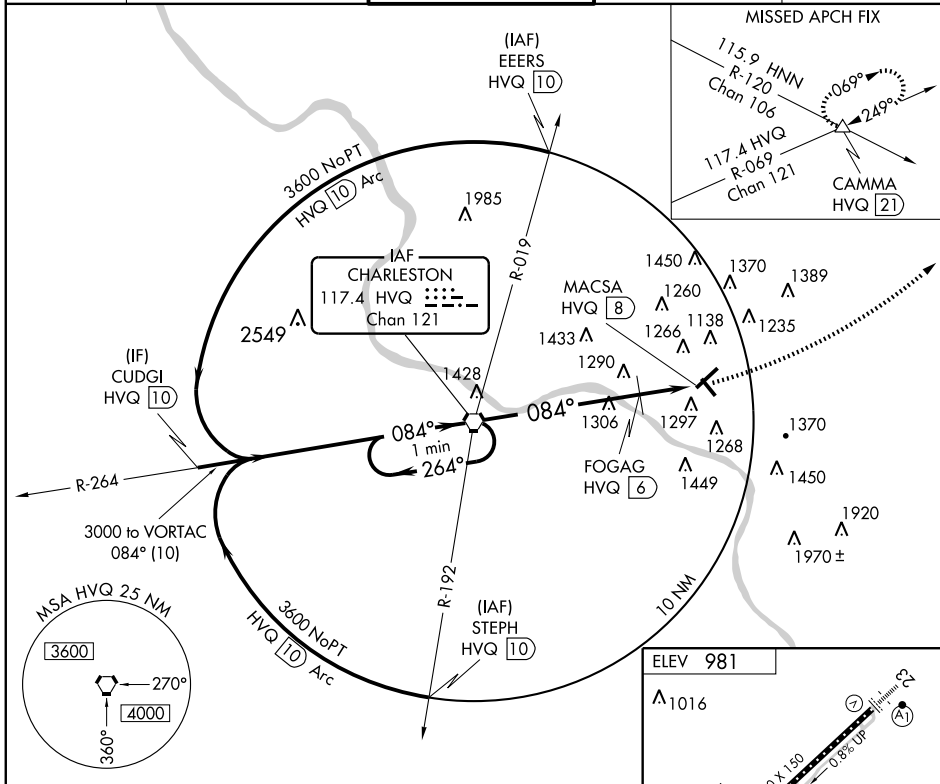 MISSED APCH FIX
115.9 HNN
R-120
Chan 106
069°
249°
117.4 HVQ
R-069
Chan 121
CAMMA
HVQ 21
(IAF)
EEERS
HVQ 10
3600 NoPT
HVQ 10 Arc
1985
R-019
IAF
CHARLESTON
117.4 HVQ
Chan 121
2549
MACSA
HVQ 8
1450
1370
1389
1260
1235
1433
1266
1138
1290
(IF)
CUDGI
HVQ 10
1428
084°
1 min
264°
084°
1306
1297
1268
1370
FOGAG
HVQ 6
1449
1450
R-264
3000 to VORTAC
084° (10)
1920
1970 ±
R-192
10 NM
MSA HVQ 25 NM
3600
270°
4000
360°
3600 NoPT
HVQ 10 Arc
(IAF)
STEPH
HVQ 10
ELEV 981
1016
23
V
A1
0 X 150
0.8% UP